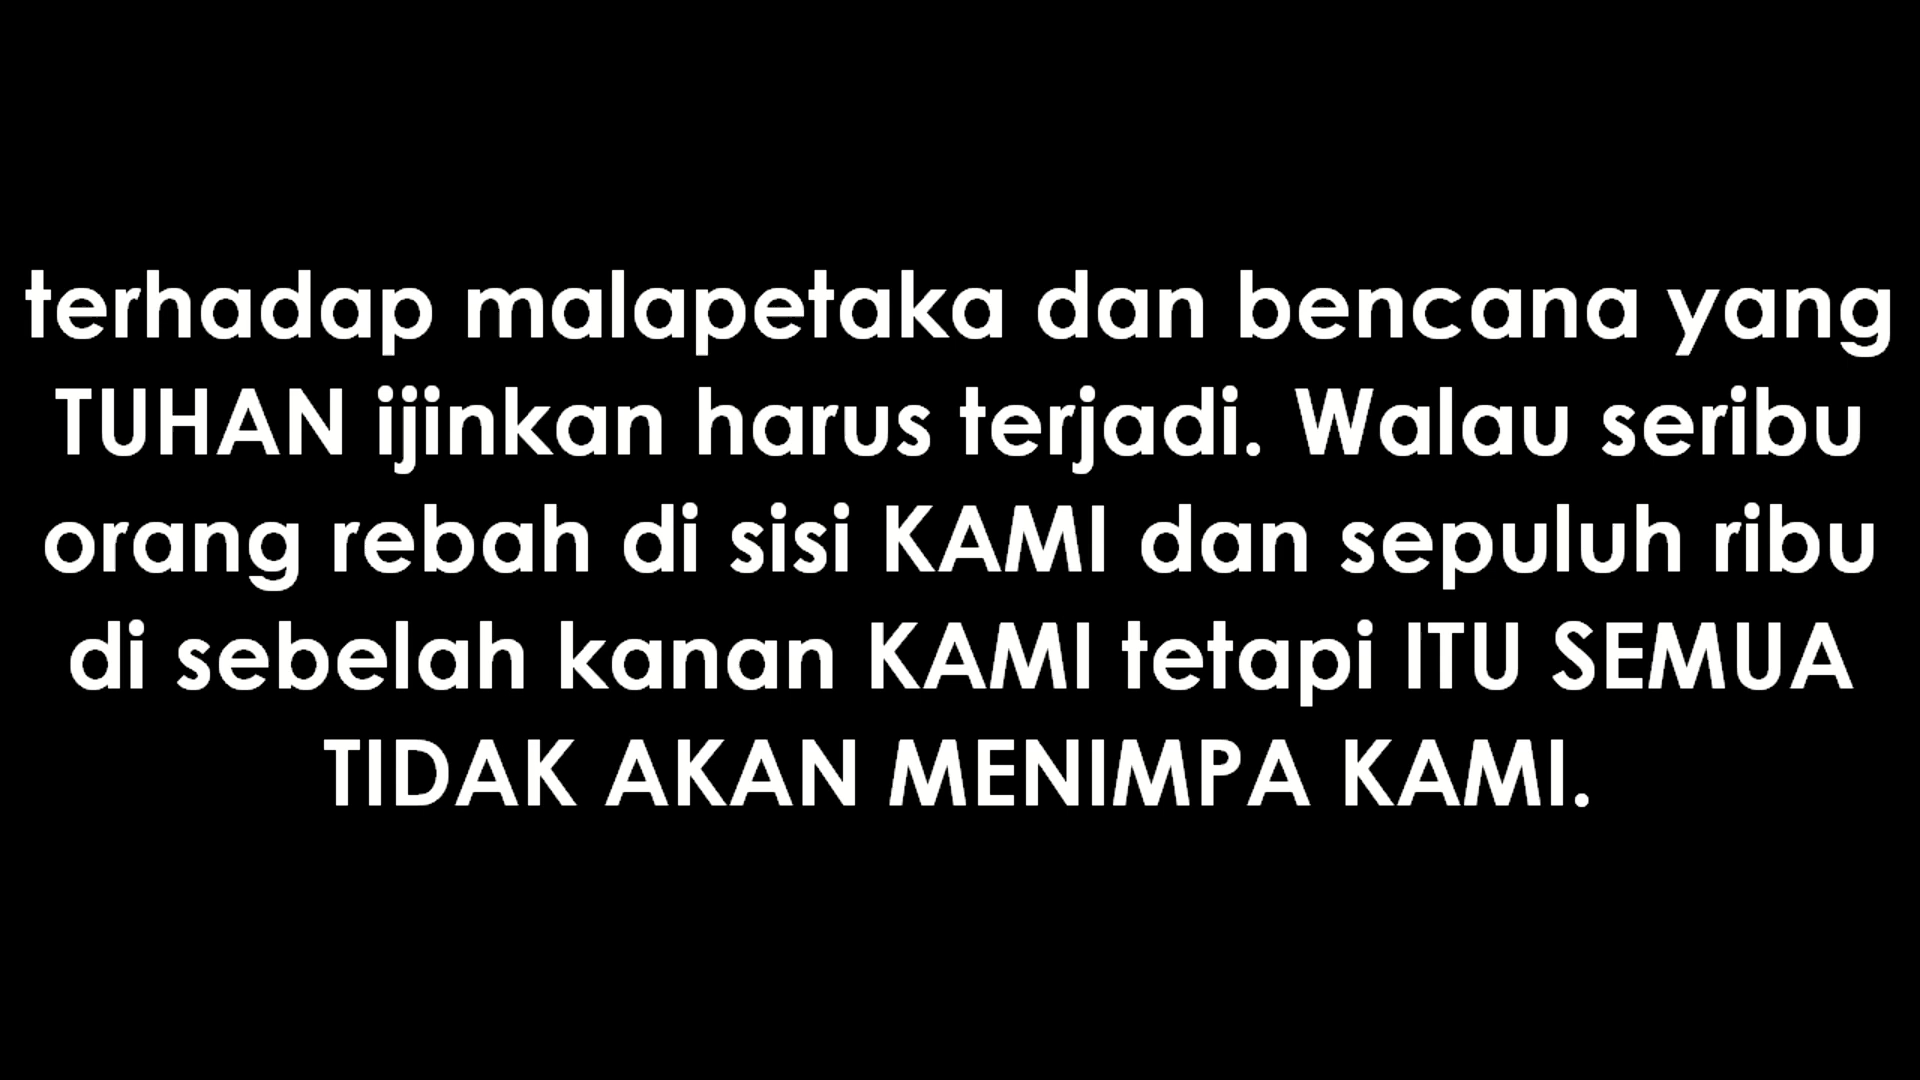 terhadap malapetaka dan bencana yang
TUHAN ijinkan harus terjadi. Walau seribu
orang rebah di sisi KAMI dan sepuluh ribu
di sebelah kanan KAMI tetapi ITU SEMUA
TIDAK AKAN MENIMPA KAMI.